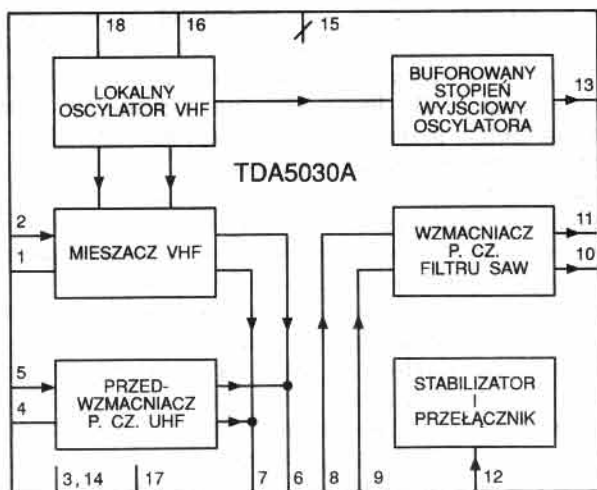 18
16
15
LOKALNY
OSCYLATOR VHF
BUFOROWANY
STOPIEŃ
WYJŚCIOWY
OSCYLATORA
13
TDA5030A
2
1
MIESZACZ VHF
WZMACNIACZ
P. CZ.
FILTRU SAW
11
10
5
4
PRZED-
WZMACNIACZ
P. CZ. UHF
STABILIZATOR
I
PRZEŁĄCZNIK
3, 14
17
7
6
8
9
12